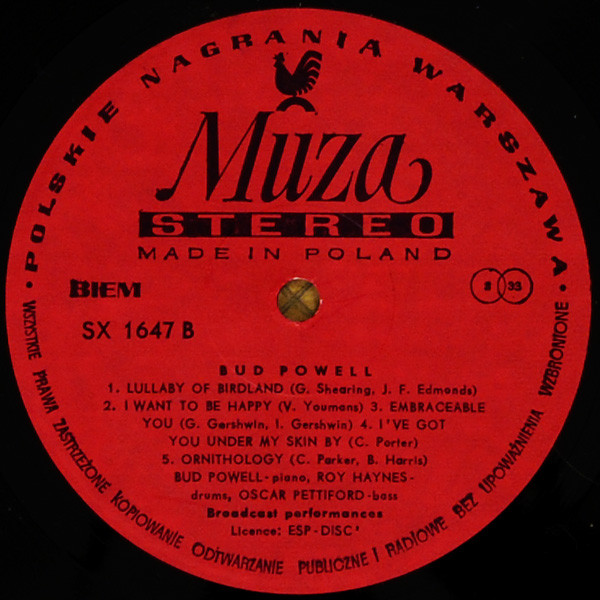 • POLSKIE NAGRANIA WARSZAWA •
Muza
STEREO
MADE IN POLAND
BIEM
2 33
SX 1647 B
BUD POWELL
1. LULLABY OF BIRDLAND (G. Shearing, J. F. Edmonds)
2. I WANT TO BE HAPPY (V. Youmans) 3. EMBRACEABLE
YOU (G. Gershwin, I. Gershwin) 4. I'VE GOT
YOU UNDER MY SKIN BY (C. Porter)
5. ORNITHOLOGY (C. Parker, B. Harris)
BUD POWELL-piano, ROY HAYNES-
drums, OSCAR PETTIFORD-bass
Broadcast performances
Licence: ESP-DISC'
WSZSTKIE PRAWA ZASTRZEŻONE KOPIOWANIE ODTWARZANIE PUBLICZNE I RADIOWE BEZ UPOWAŻNIENIA WZBRONIONE